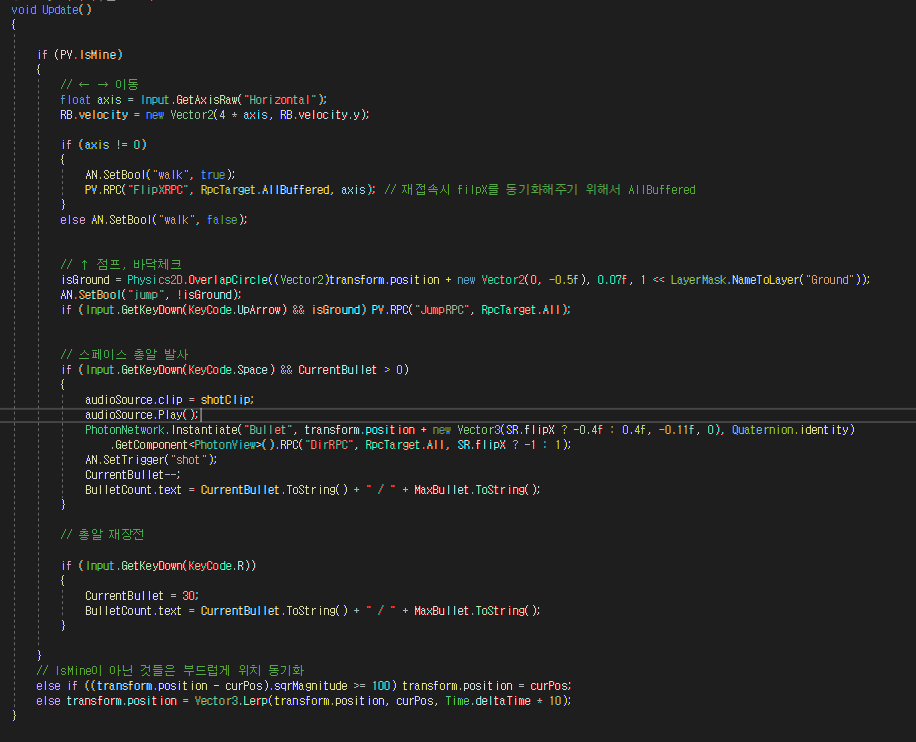 void Update()
{
if (PV.IsMine)
{
// ← → 이동
float axis = Input.GetAxisRaw("Horizontal");
RB.velocity = new Vector2(4 * axis, RB.velocity.y);
if (axis != 0)
{
AN.SetBool("walk", true);
PV.RPC("FlipXRPC", RpcTarget.AllBuffered, axis); // 재접속시 filpX를 동기화해주기 위해서 AllBuffered
}
else AN.SetBool("walk", false);
// ↑ 점프, 바닥체크
isGround = Physics2D.OverlapCircle((Vector2)transform.position + new Vector2(0, -0.5f), 0.07f, 1 << LayerMask.NameToLayer("Ground"));
AN.SetBool("jump", !isGround);
if (Input.GetKeyDown(KeyCode.UpArrow) && isGround) PV.RPC("JumpRPC", RpcTarget.All);
// 스페이스 총알 발사
if (Input.GetKeyDown(KeyCode.Space) && CurrentBullet > 0)
{
audioSource.clip = shotClip;
audioSource.Play();
PhotonNetwork.Instantiate("Bullet", transform.position + new Vector3(SR.flipX ? -0.4f : 0.4f, -0.11f, 0), Quaternion.identity)
.GetComponent<PhotonView>().RPC("DirRPC", RpcTarget.All, SR.flipX ? -1 : 1);
AN.SetTrigger("shot");
CurrentBullet--;
BulletCount.text = CurrentBullet.ToString() + " / " + MaxBullet.ToString();
}
// 총알 재장전
if (Input.GetKeyDown(KeyCode.R))
{
CurrentBullet = 30;
BulletCount.text = CurrentBullet.ToString() + " / " + MaxBullet.ToString();
}
}
// IsMine이 아닌 것들은 부드럽게 위치 동기화
else if ((transform.position - curPos).sqrMagnitude >= 100) transform.position = curPos;
else transform.position = Vector3.Lerp(transform.position, curPos, Time.deltaTime * 10);
}